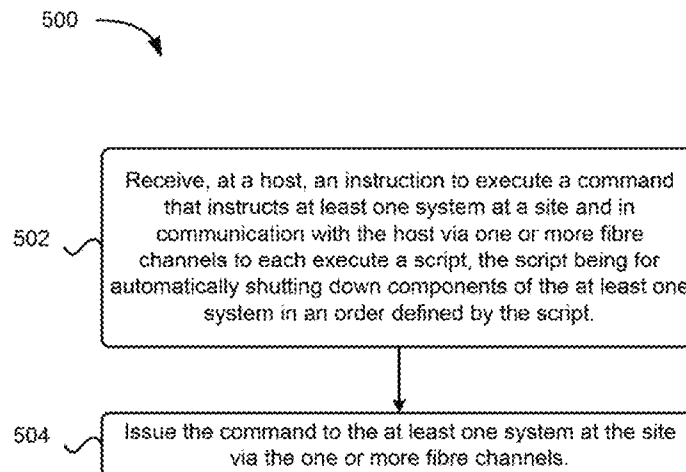 500
502
Receive, at a host, an instruction to execute a command
that instructs at least one system at a site and in
communication with the host via one or more fibre
channels to each execute a script, the script being for
automatically shutting down components of the at least one
system in an order defined by the script.
504
Issue the command to the at least one system at the site
via the one or more fibre channels.